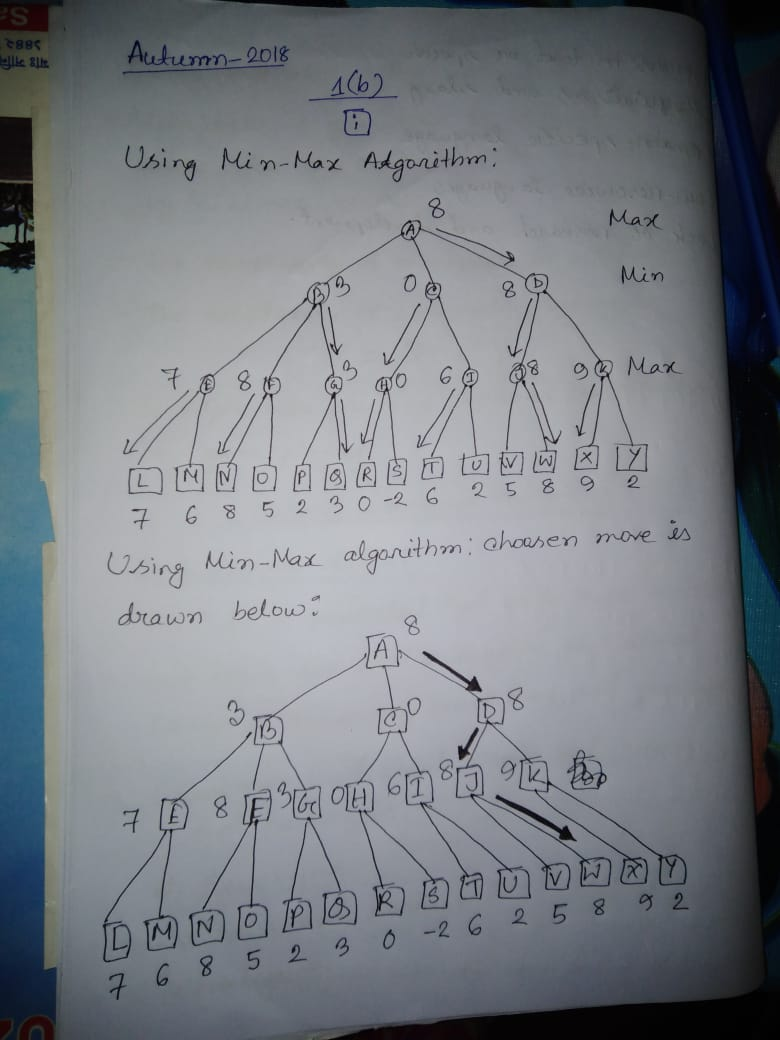 Autumn-2018
1(b)
i
Using Min-Max Adgorithm:
8 Max
A
Min
B 3 0 C 8 D
7 E 8 F G 3 H 0 6 I J 8 9 K Max
L M N O P Q R S T U V W X Y
7 6 8 5 2 3 0 -2 6 2 5 8 9 2
Using Min-Max algorithm: choosen move is
drawn below:
A 8
3 B C 0 D 8
7 E 8 E 3 G 0 H 6 I 8 J 9 K
L M N O P Q R S T U V W X Y
7 6 8 5 2 3 0 -2 6 2 5 8 9 2